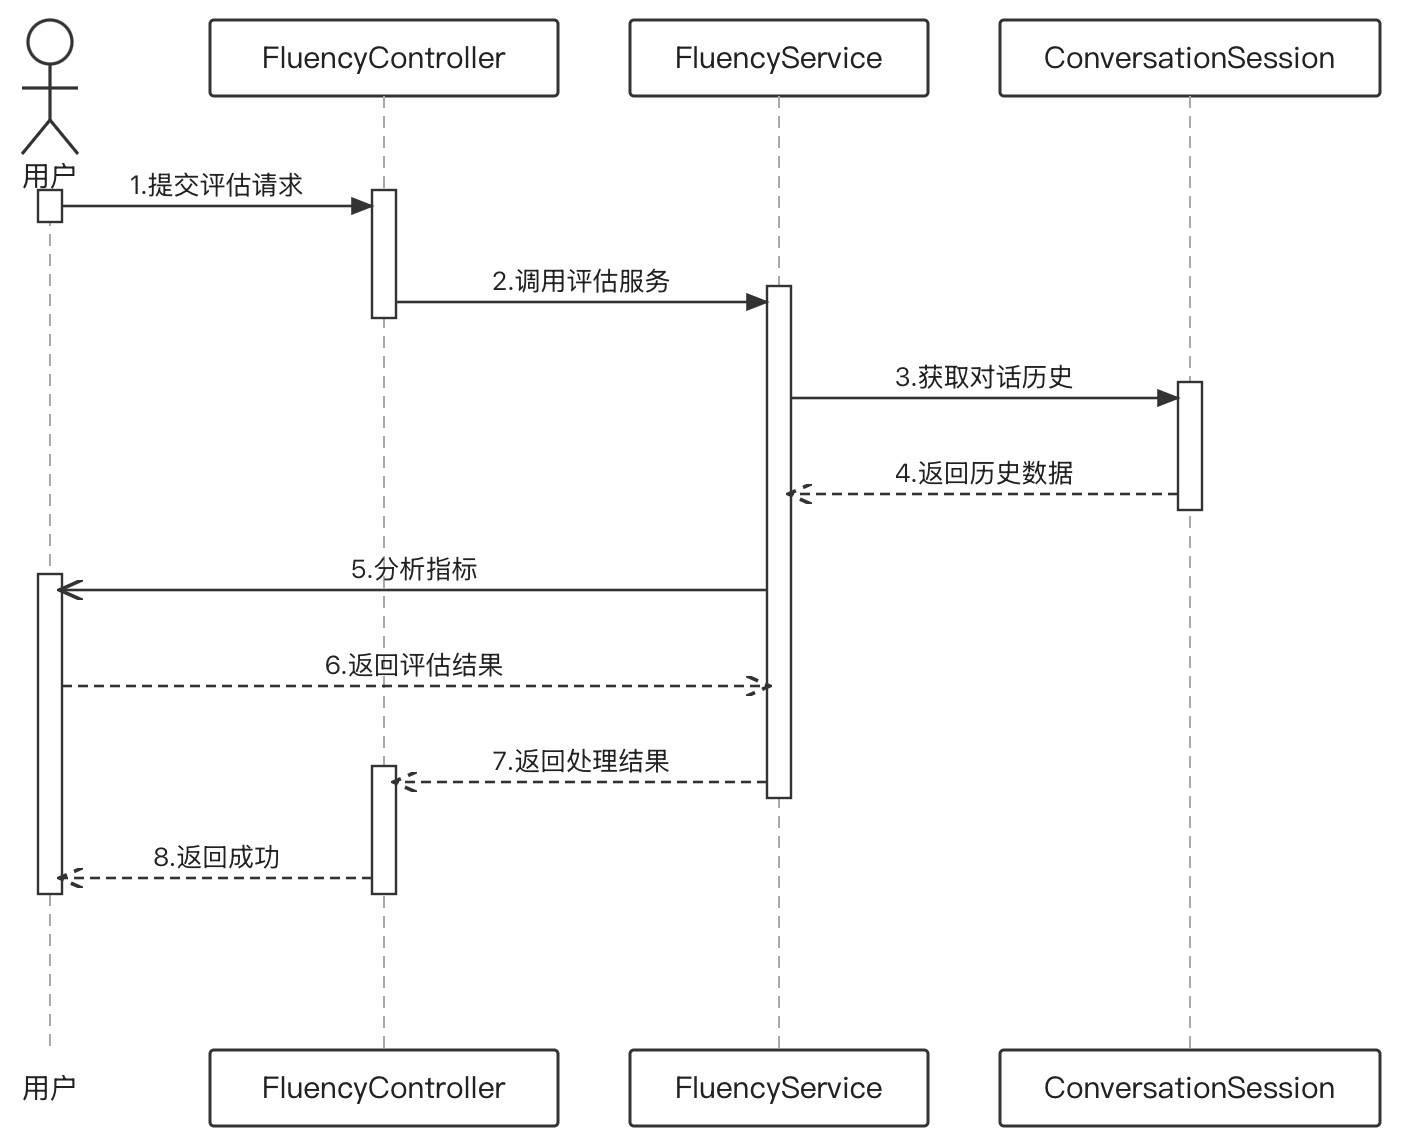 FluencyController
FluencyService
ConversationSession
用户
1.提交评估请求
2.调用评估服务
3.获取对话历史
4.返回历史数据
5.分析指标
6.返回评估结果
7.返回处理结果
8.返回成功
用户
FluencyController
FluencyService
ConversationSession